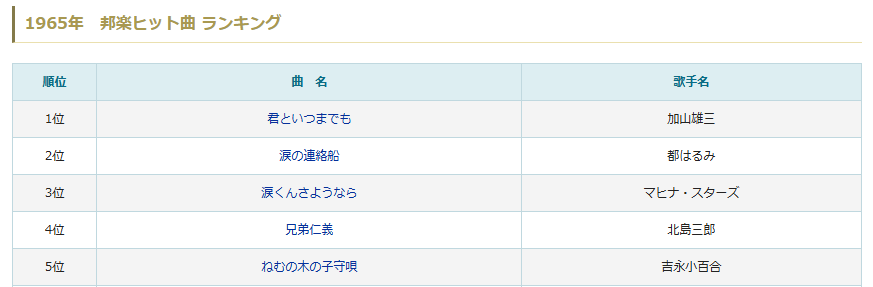 1965年　邦楽ヒット曲 ランキング
順位 曲　名 歌手名
1位 君といつまでも 加山雄三
2位 涙の連絡船 都はるみ
3位 涙くんさようなら マヒナ・スターズ
4位 兄弟仁義 北島三郎
5位 ねむの木の子守唄 吉永小百合